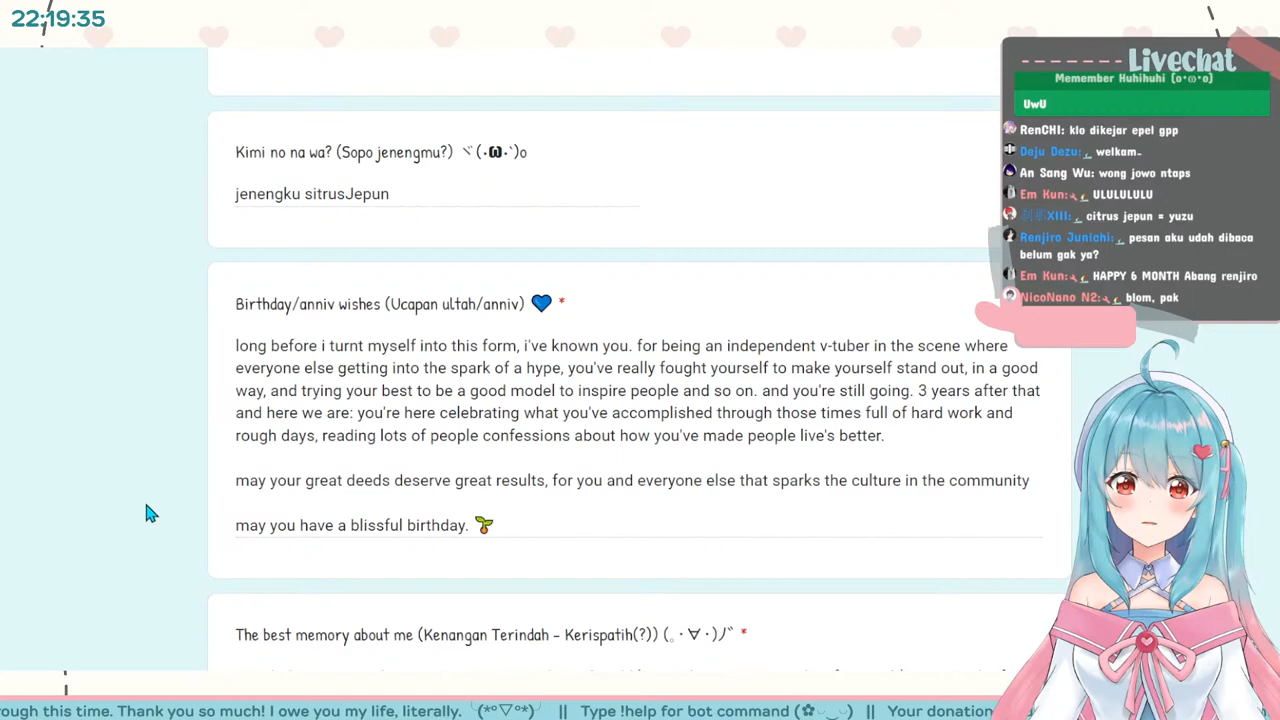 22:19:35
Kimi no na wa? (Sopo jenengmu?) ヾ(･ω･`)o
jenengku sitrusJepun
Birthday/anniv wishes (Ucapan ultah/anniv) 💙 *
long before i turnt myself into this form, i've known you. for being an independent v-tuber in the scene where
everyone else getting into the spark of a hype, you've really fought yourself to make yourself stand out, in a good
way, and trying your best to be a good model to inspire people and so on. and you're still going. 3 years after that
and here we are: you're here celebrating what you've accomplished through those times full of hard work and
rough days, reading lots of people confessions about how you've made people live's better.
may your great deeds deserve great results, for you and everyone else that sparks the culture in the community
may you have a blissful birthday. 🌱
The best memory about me (Kenangan Terindah - Kerispatih(?)) (｡･∀･)ﾉﾞ *
Livechat
Memember Huhihuhi (o•ω•o)
UwU
RenCHI: klo dikejar epel gpp
Deju Dezu: welkam~
An Sang Wu: wong jowo ntaps
Em Kun: ULULULULU
XIII: citrus jepun = yuzu
Renjiro Junichi: pesan aku udah dibaca
belum gak ya?
Em Kun: HAPPY 6 MONTH Abang renjiro
NicoNano N2: blom, pak
rough this time. Thank you so much! I owe you my life, literally. ╰(*°▽°*)╯ || Type !help for bot command (✿◡‿◡) || Your donation